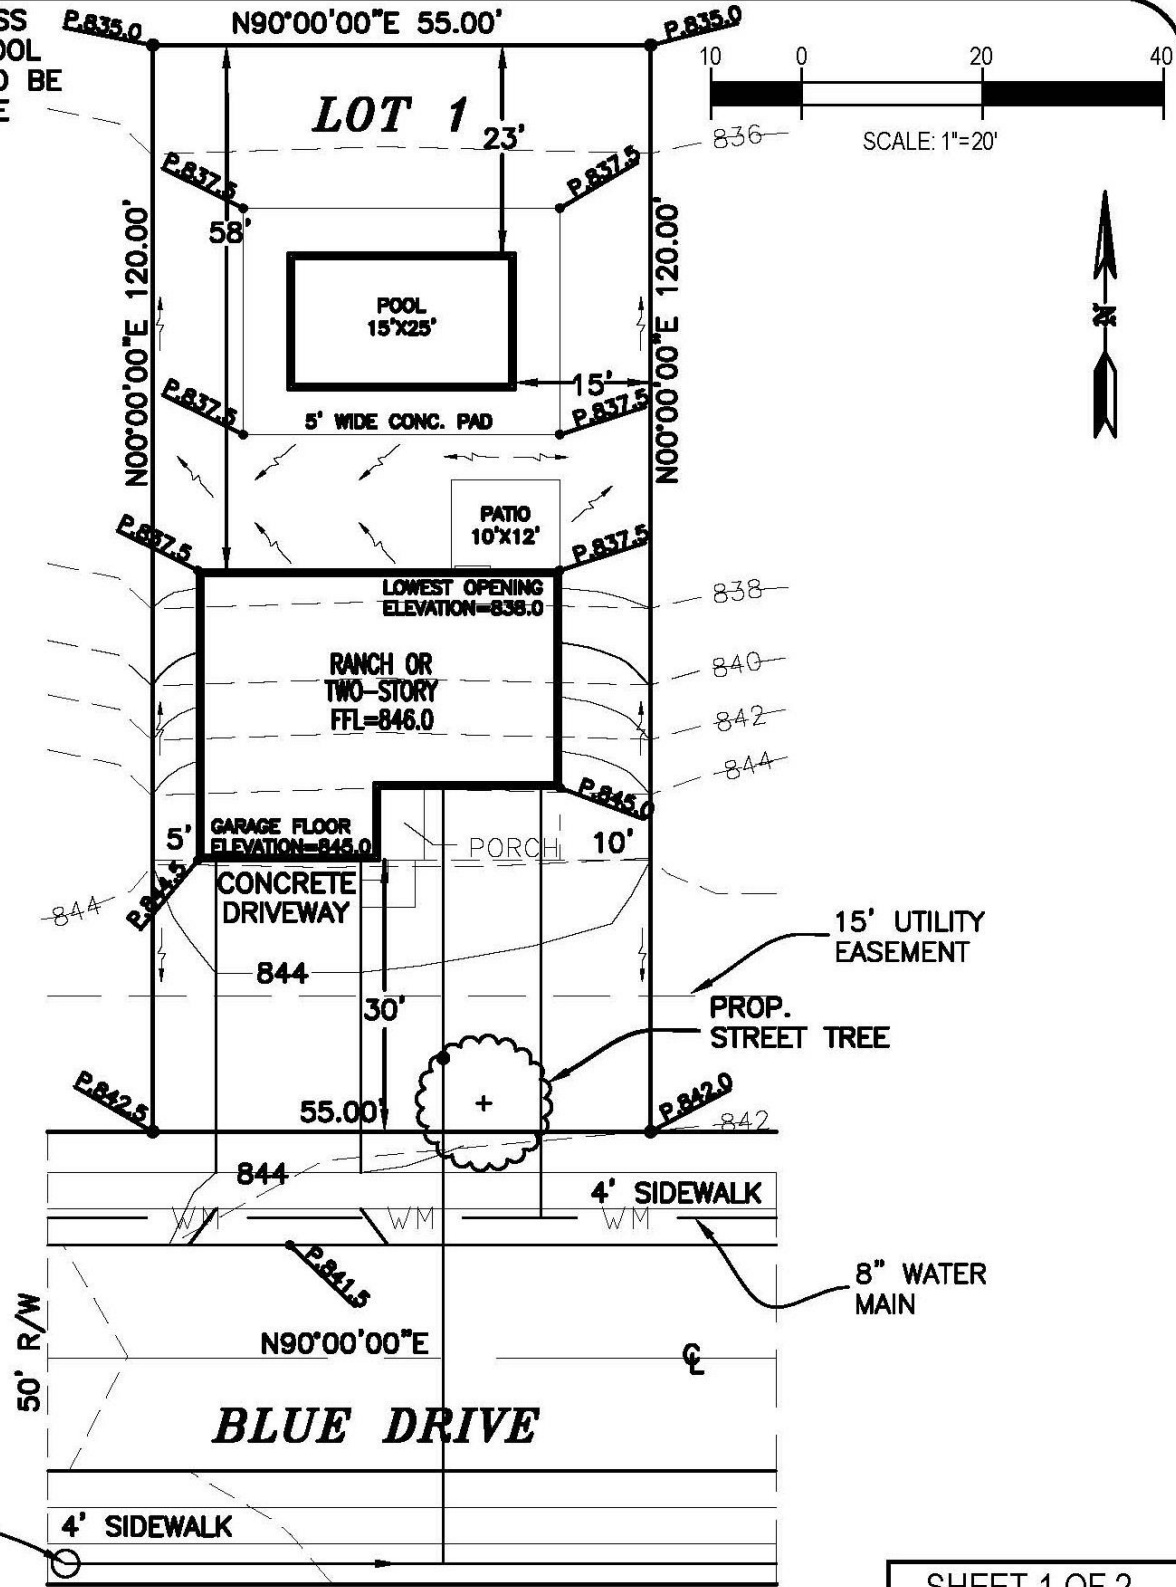 P.835.0
N90°00'00"E 55.00'
P.835.0
10 0 20 40
SCALE: 1"=20'
BE
LOT 1
23'
836
P.837.5
P.837.5
58'
N00°00'00"E 120.00'
N00°00'00"E 120.00'
N
POOL
15'X25'
15'
P.837.5
P.837.5
5' WIDE CONC. PAD
PATIO
10'X12'
P.837.5
P.837.5
LOWEST OPENING
ELEVATION=838.0
838
RANCH OR
TWO-STORY
FFL=846.0
840
842
844
P.845.0
5'
GARAGE FLOOR
ELEVATION=845.0
PORCH
10'
P.844.5
844
CONCRETE
DRIVEWAY
15' UTILITY
EASEMENT
844
30'
PROP.
STREET TREE
P.842.5
55.00'
P.842.0
842
844
4' SIDEWALK
WM WM WM
P.841.5
8" WATER
MAIN
50' R/W
N90°00'00"E
CL
BLUE DRIVE
4' SIDEWALK
SHEET 1 OF 2